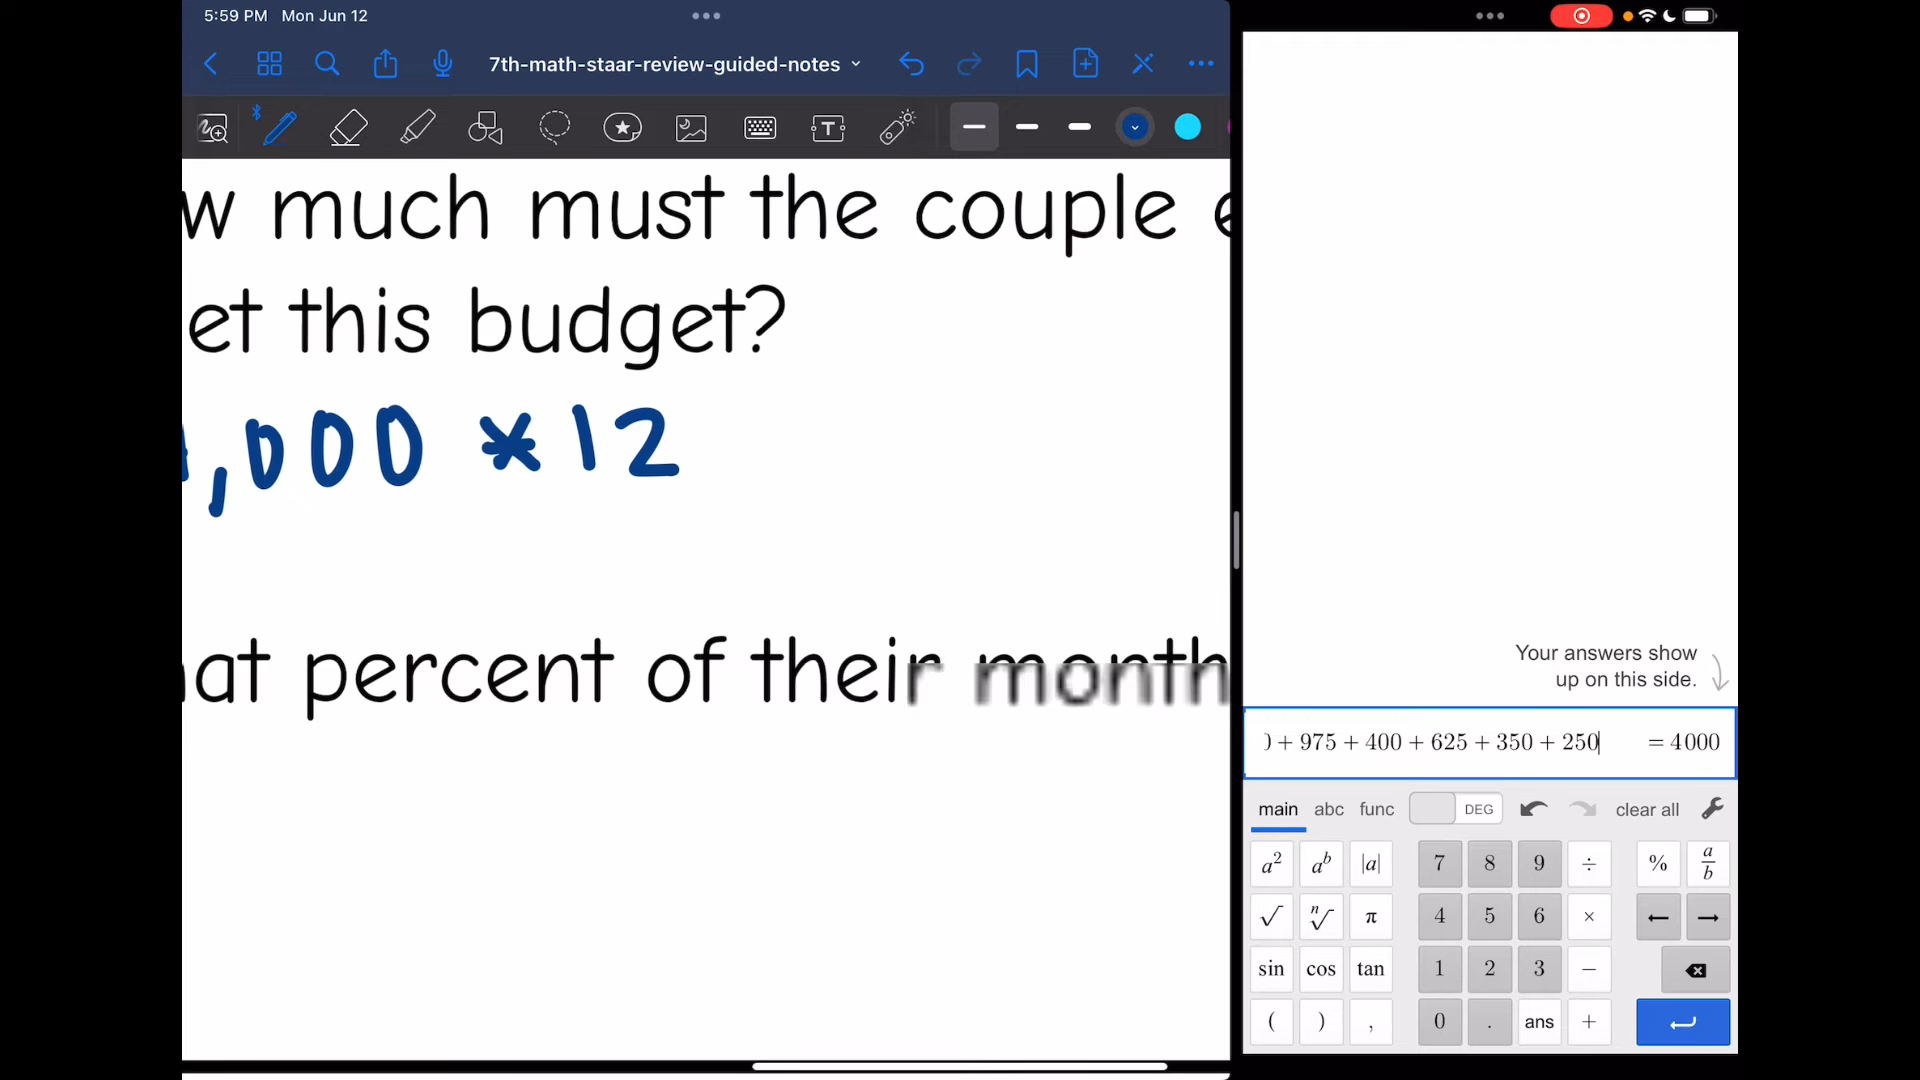 5:59 PM Mon Jun 12
7th-math-staar-review-guided-notes
T
w much must the couple e
et this budget?
,000 *12
at percent of their month
Your answers show
up on this side.
) + 975 + 400 + 625 + 350 + 250 = 4000
main abc func DEG clear all
a² aᵇ |a| 7 8 9 ÷ % a/b
√ ⁿ√ π 4 5 6 × ← →
sin cos tan 1 2 3 −
( ) , 0 . ans +